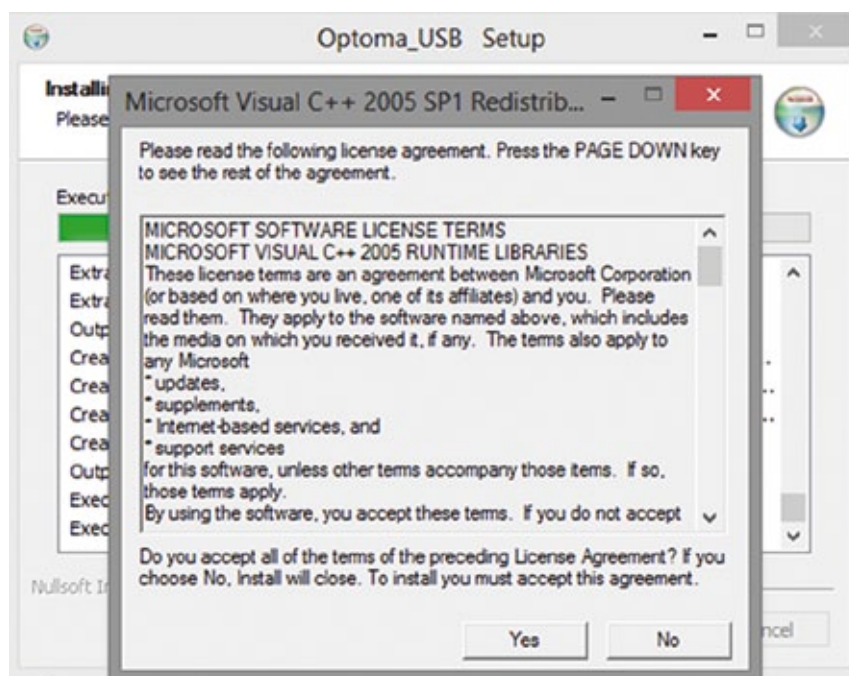 Optoma_USB Setup
Microsoft Visual C++ 2005 SP1 Redistrib...
Please read the following license agreement. Press the PAGE DOWN key
to see the rest of the agreement.
MICROSOFT SOFTWARE LICENSE TERMS
MICROSOFT VISUAL C++ 2005 RUNTIME LIBRARIES
These license terms are an agreement between Microsoft Corporation
(or based on where you live, one of its affiliates) and you. Please
read them. They apply to the software named above, which includes
the media on which you received it, if any. The terms also apply to
any Microsoft
* updates,
* supplements,
* Internet-based services, and
* support services
for this software, unless other terms accompany those items. If so,
those terms apply.
By using the software, you accept these terms. If you do not accept
Do you accept all of the terms of the preceding License Agreement? If you
choose No, Install will close. To install you must accept this agreement.
Yes No
Installi
Please
Execut
Extra
Extra
Outp
Crea
Crea
Crea
Crea
Outp
Exec
Exec
Nullsoft In
ncel